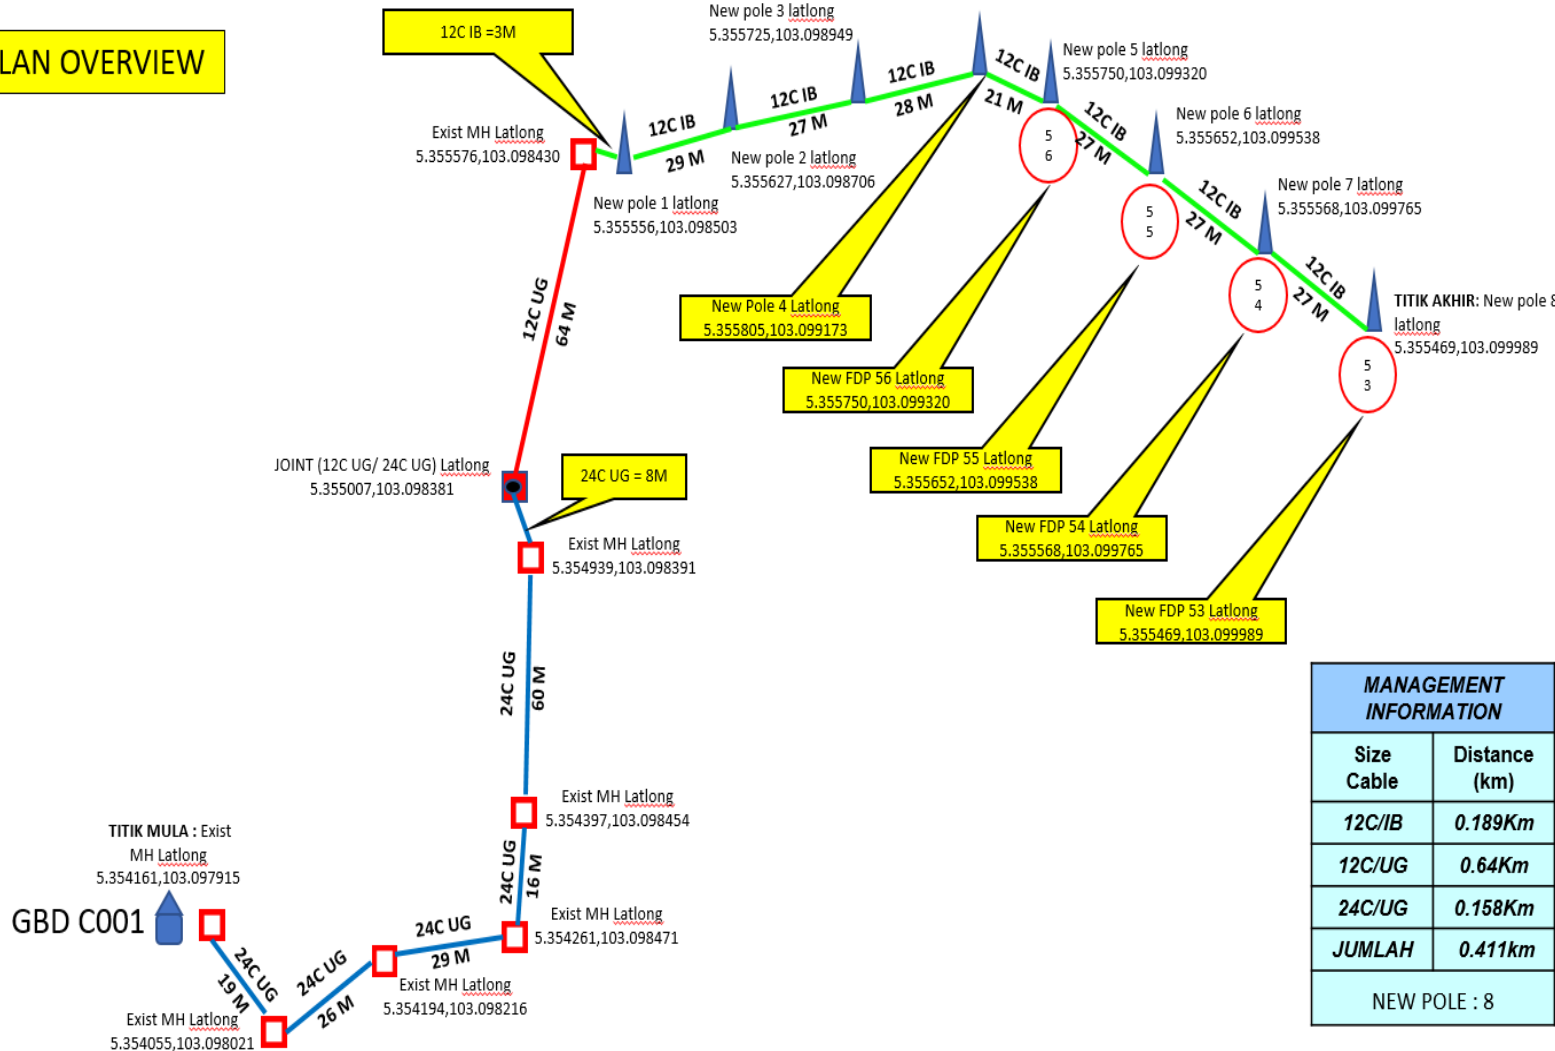 LAN OVERVIEW
12C IB =3M
New pole 3 latlong
5.355725,103.098949
New pole 5 latlong
5.355750,103.099320
New pole 6 latlong
5.355652,103.099538
New pole 7 latlong
5.355568,103.099765
Exist MH Latlong
5.355576,103.098430
12C IB
29 M
12C IB
27 M
12C IB
28 M
12C IB
21 M
12C IB
27 M
12C IB
27 M
12C IB
27 M
New pole 2 latlong
5.355627,103.098706
New pole 1 latlong
5.355556,103.098503
5
6
5
5
5
4
5
3
TITIK AKHIR: New pole 8
latlong
5.355469,103.099989
New Pole 4 Latlong
5.355805,103.099173
New FDP 56 Latlong
5.355750,103.099320
New FDP 55 Latlong
5.355652,103.099538
New FDP 54 Latlong
5.355568,103.099765
New FDP 53 Latlong
5.355469,103.099989
12C UG
64 M
JOINT (12C UG/ 24C UG) Latlong
5.355007,103.098381
24C UG = 8M
Exist MH Latlong
5.354939,103.098391
24C UG
60 M
Exist MH Latlong
5.354397,103.098454
24C UG
16 M
Exist MH Latlong
5.354261,103.098471
TITIK MULA : Exist
MH Latlong
5.354161,103.097915
GBD C001
24C UG
19 M
24C UG
26 M
24C UG
29 M
Exist MH Latlong
5.354194,103.098216
Exist MH Latlong
5.354055,103.098021
MANAGEMENT
INFORMATION
Size
Cable
Distance
(km)
12C/IB
0.189Km
12C/UG
0.64Km
24C/UG
0.158Km
JUMLAH
0.411km
NEW POLE : 8